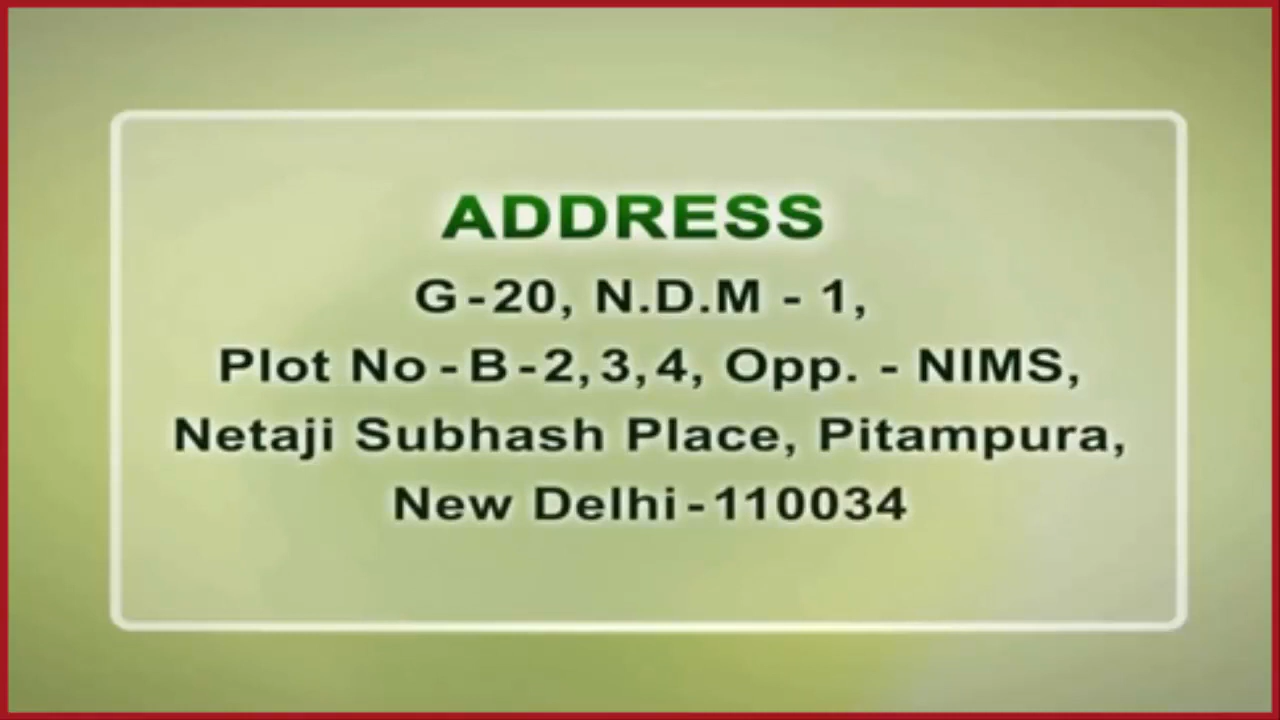 ADDRESS
G-20, N.D.M - 1,
Plot No-B-2,3,4, Opp. - NIMS,
Netaji Subhash Place, Pitampura,
New Delhi-110034